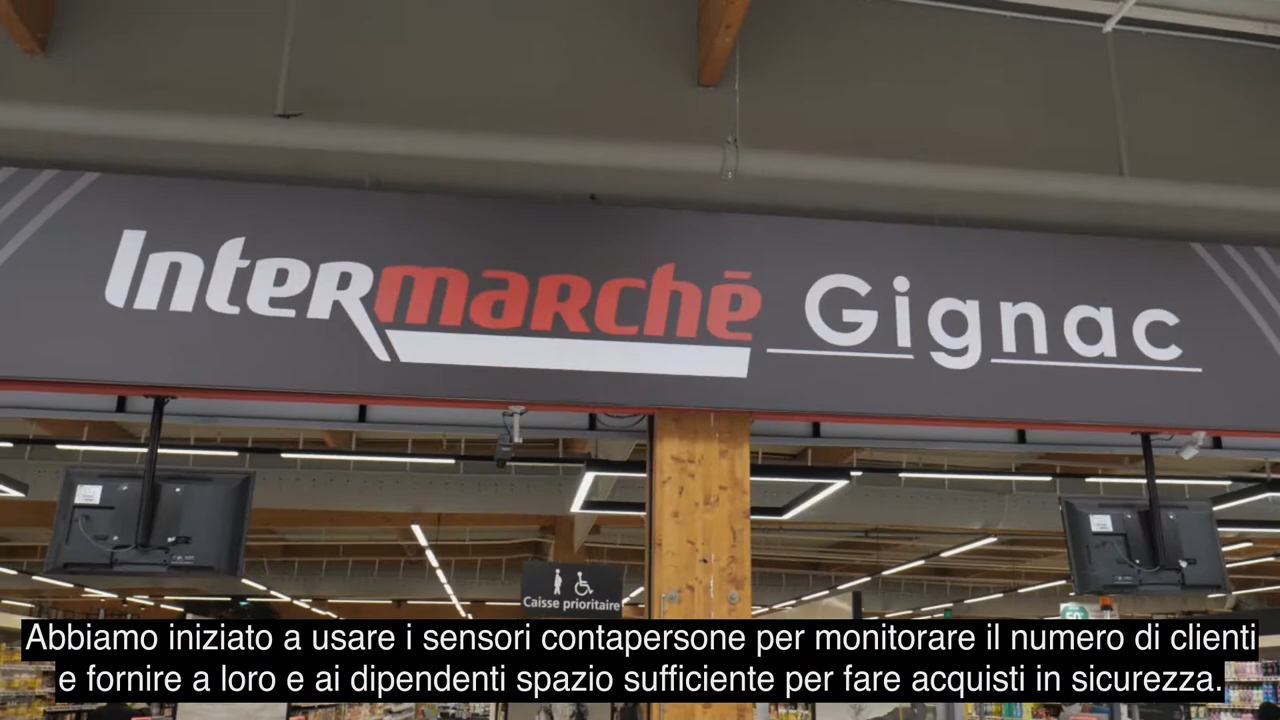 Intermarché Gignac
Caisse prioritaire
Abbiamo iniziato a usare i sensori contapersone per monitorare il numero di clienti
e fornire a loro e ai dipendenti spazio sufficiente per fare acquisti in sicurezza.